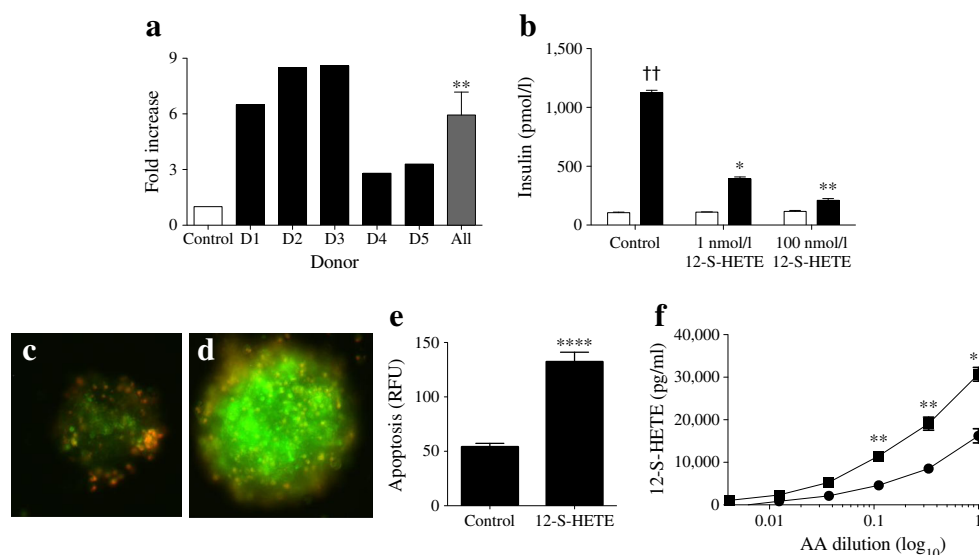 a
Fold increase
9
6
3
0
**
Control D1 D2 D3 D4 D5 All
Donor
b
Insulin (pmol/l)
1,500
1,000
500
0
††
*
**
Control 1 nmol/l 100 nmol/l
12-S-HETE 12-S-HETE
c
d
e
Apoptosis (RFU)
150
100
50
0
****
Control 12-S-HETE
f
12-S-HETE (pg/ml)
40,000
30,000
20,000
10,000
0
**
**
*
0.01 0.1 1
AA dilution (log10)